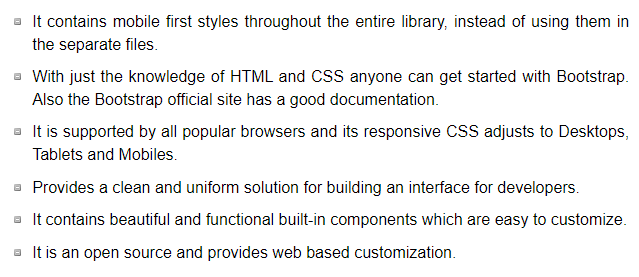 It contains mobile first styles throughout the entire library, instead of using them in
the separate files.
With just the knowledge of HTML and CSS anyone can get started with Bootstrap.
Also the Bootstrap official site has a good documentation.
It is supported by all popular browsers and its responsive CSS adjusts to Desktops,
Tablets and Mobiles.
Provides a clean and uniform solution for building an interface for developers.
It contains beautiful and functional built-in components which are easy to customize.
It is an open source and provides web based customization.